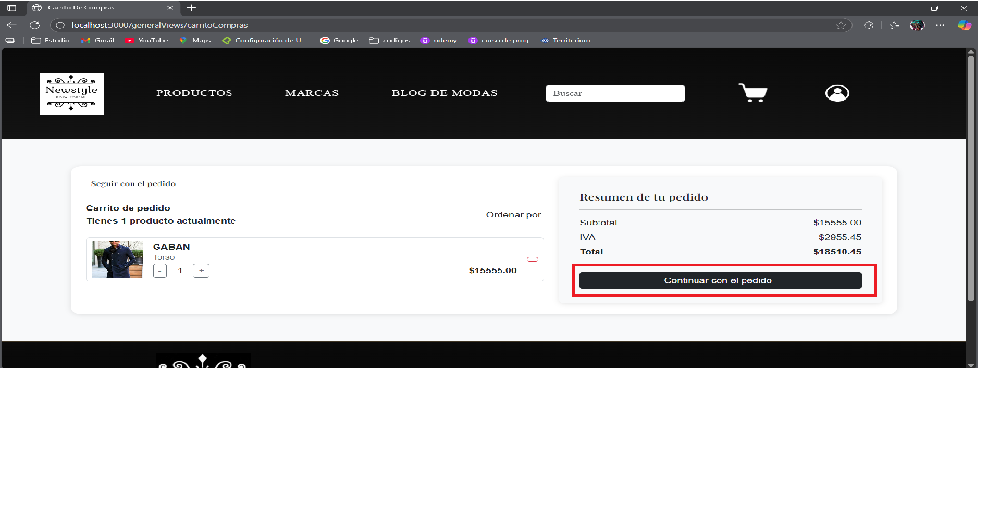 Carrito De Compras
localhost:3000/generalViews/carritoCompras
Estudio Gmail YouTube Maps Configuración de U... Google codigos udemy curso de prog Territorium
Newstyle
ROPA FORMAL
PRODUCTOS MARCAS BLOG DE MODAS Buscar
Seguir con el pedido
Carrito de pedido
Tienes 1 producto actualmente
Ordenar por:
GABAN
Torso
- 1 +
$15555.00
Resumen de tu pedido
Subtotal $15555.00
IVA $2955.45
Total $18510.45
Continuar con el pedido